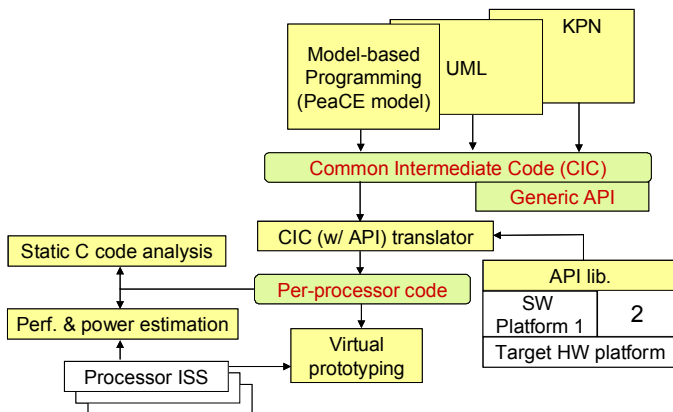 KPN
UML
Model-based
Programming
(PeaCE model)
Common Intermediate Code (CIC)
Generic API
CIC (w/ API) translator
Static C code analysis
API lib.
Per-processor code
SW
Platform 1
2
Perf. & power estimation
Virtual
prototyping
Target HW platform
Processor ISS